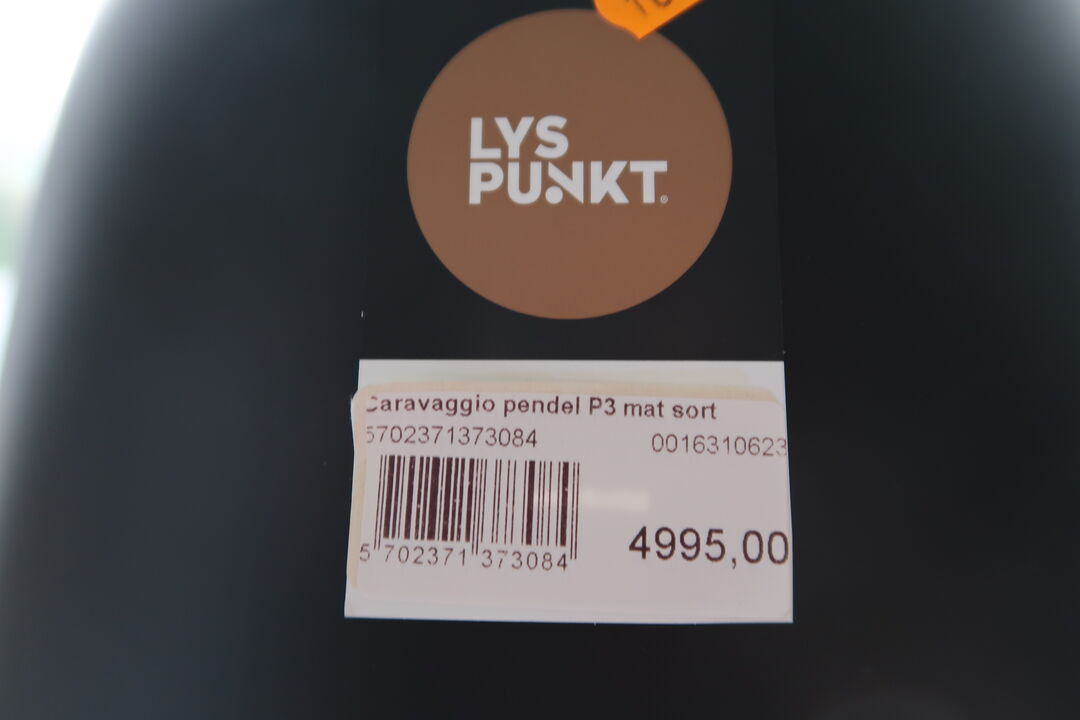 LYS
PUNKT®
Caravaggio pendel P3 mat sort
5702371373084 0016310623
5 702371 373084
4995,00